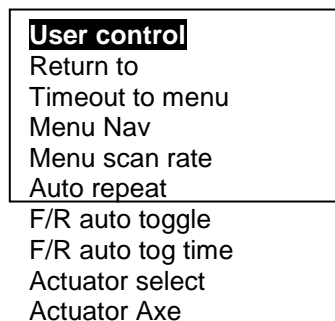 User control
Return to
Timeout to menu
Menu Nav
Menu scan rate
Auto repeat
F/R auto toggle
F/R auto tog time
Actuator select
Actuator Axe